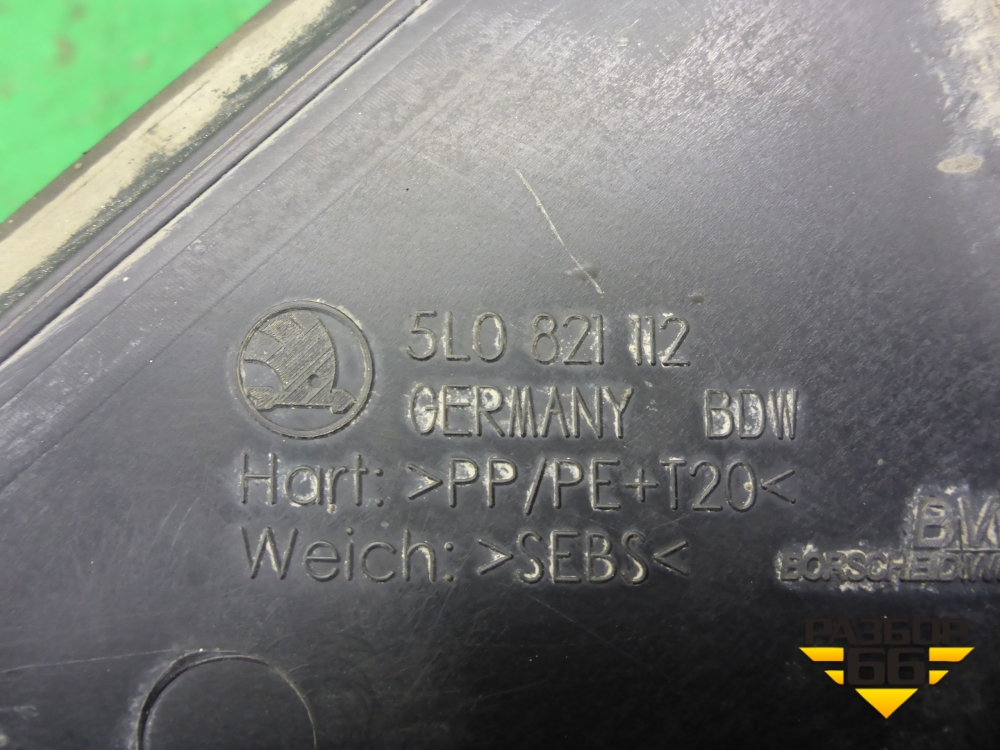 5L0 821 112
GERMANY BDW
Hart: >PP/PE+T20<
Weich: >SEBS<
РАЗБОР
66